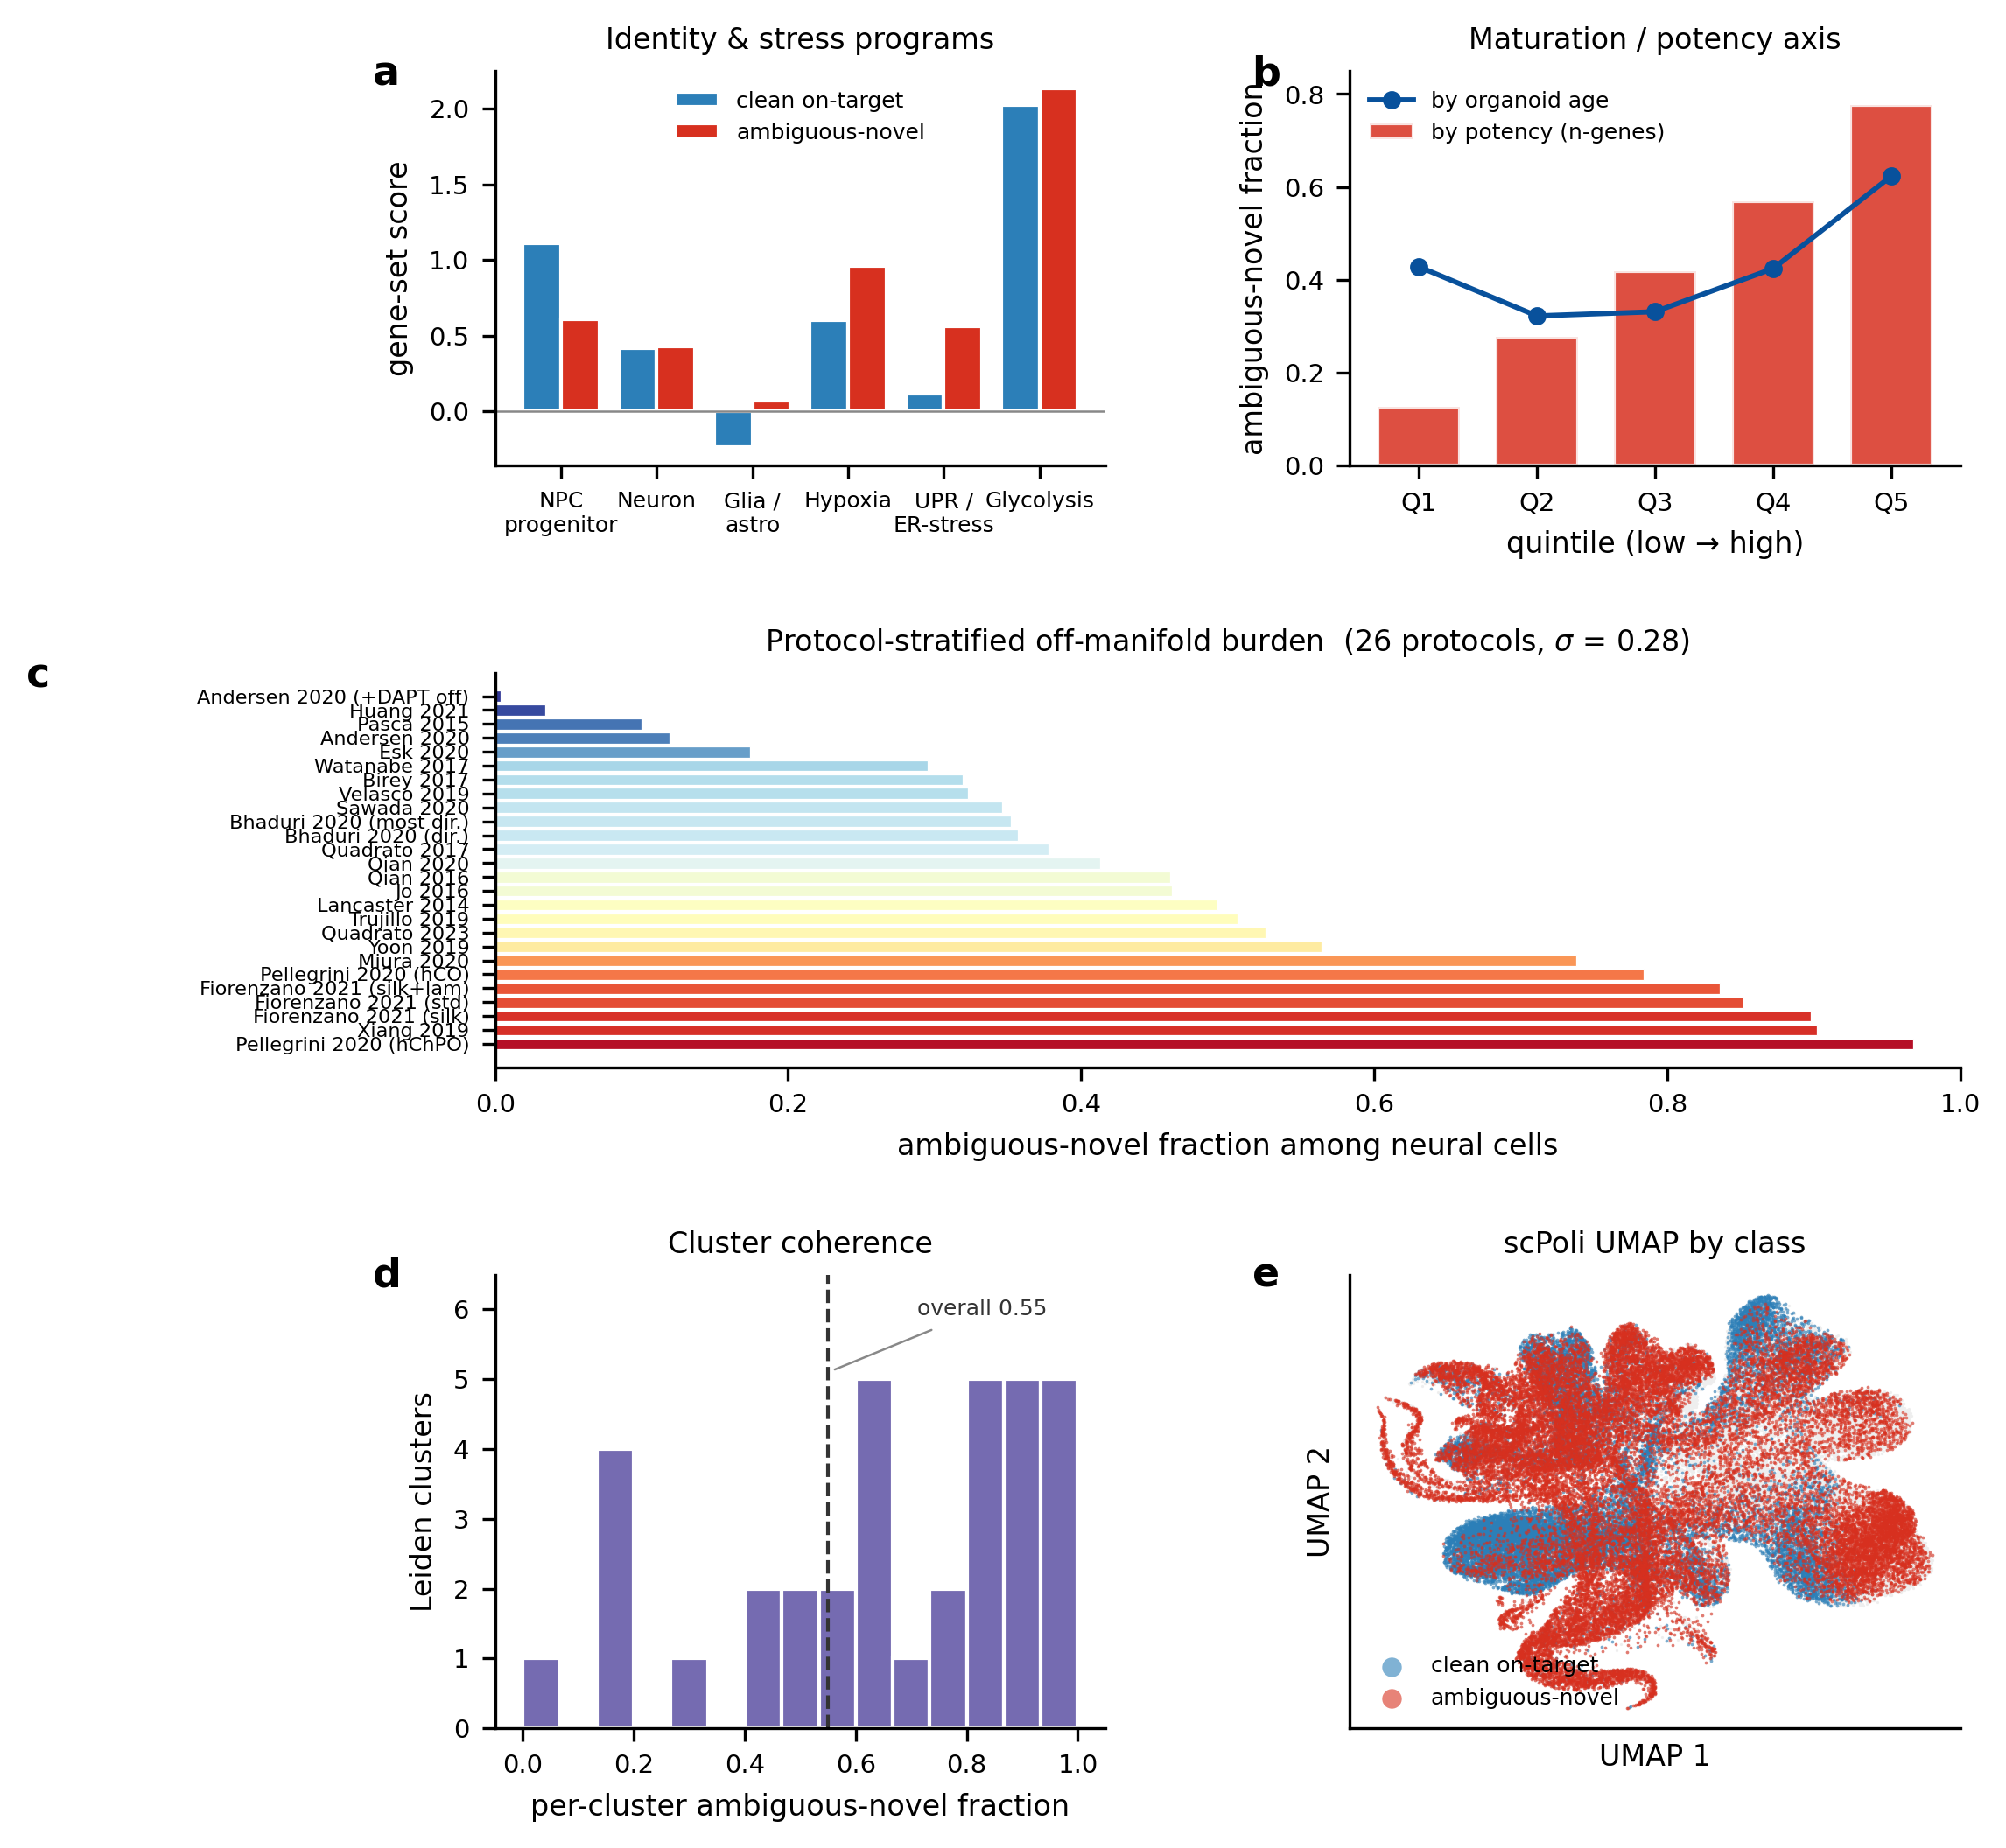 a
Identity & stress programs
clean on-target
ambiguous-novel
gene-set score
2.0
1.5
1.0
0.5
0.0
NPC
progenitor
Neuron
Glia /
astro
Hypoxia
UPR /
ER-stress
Glycolysis
b
Maturation / potency axis
by organoid age
by potency (n-genes)
ambiguous-novel fraction
0.8
0.6
0.4
0.2
0.0
Q1
Q2
Q3
Q4
Q5
quintile (low → high)
c
Protocol-stratified off-manifold burden (26 protocols, σ = 0.28)
Andersen 2020 (+DAPT off)
Huang 2021
Pasca 2015
Andersen 2020
Esk 2020
Watanabe 2017
Birey 2017
Velasco 2019
Sawada 2020
Bhaduri 2020 (most dir.)
Bhaduri 2020 (dir.)
Quadrato 2017
Qian 2020
Qian 2016
Jo 2016
Lancaster 2014
Trujillo 2019
Quadrato 2023
Yoon 2019
Miura 2020
Pellegrini 2020 (hCO)
Fiorenzano 2021 (silk+lam)
Fiorenzano 2021 (std)
Fiorenzano 2021 (silk)
Xiang 2019
Pellegrini 2020 (hChPO)
0.0
0.2
0.4
0.6
0.8
1.0
ambiguous-novel fraction among neural cells
d
Cluster coherence
overall 0.55
Leiden clusters
6
5
4
3
2
1
0
0.0
0.2
0.4
0.6
0.8
1.0
per-cluster ambiguous-novel fraction
e
scPoli UMAP by class
UMAP 2
clean on-target
ambiguous-novel
UMAP 1